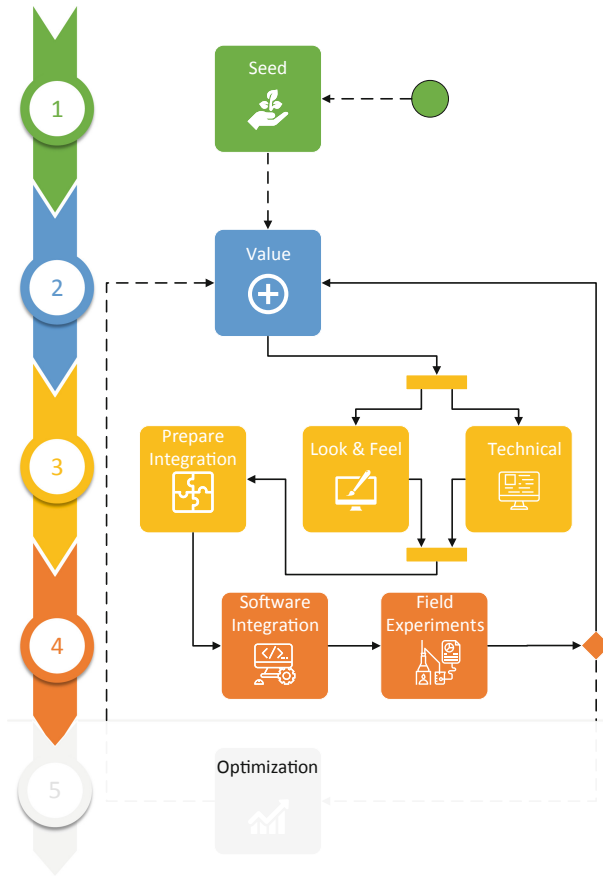 1
Seed
2
Value
3
Prepare
Integration
Look & Feel
Technical
4
Software
Integration
</...>
Field
Experiments
5
Optimization